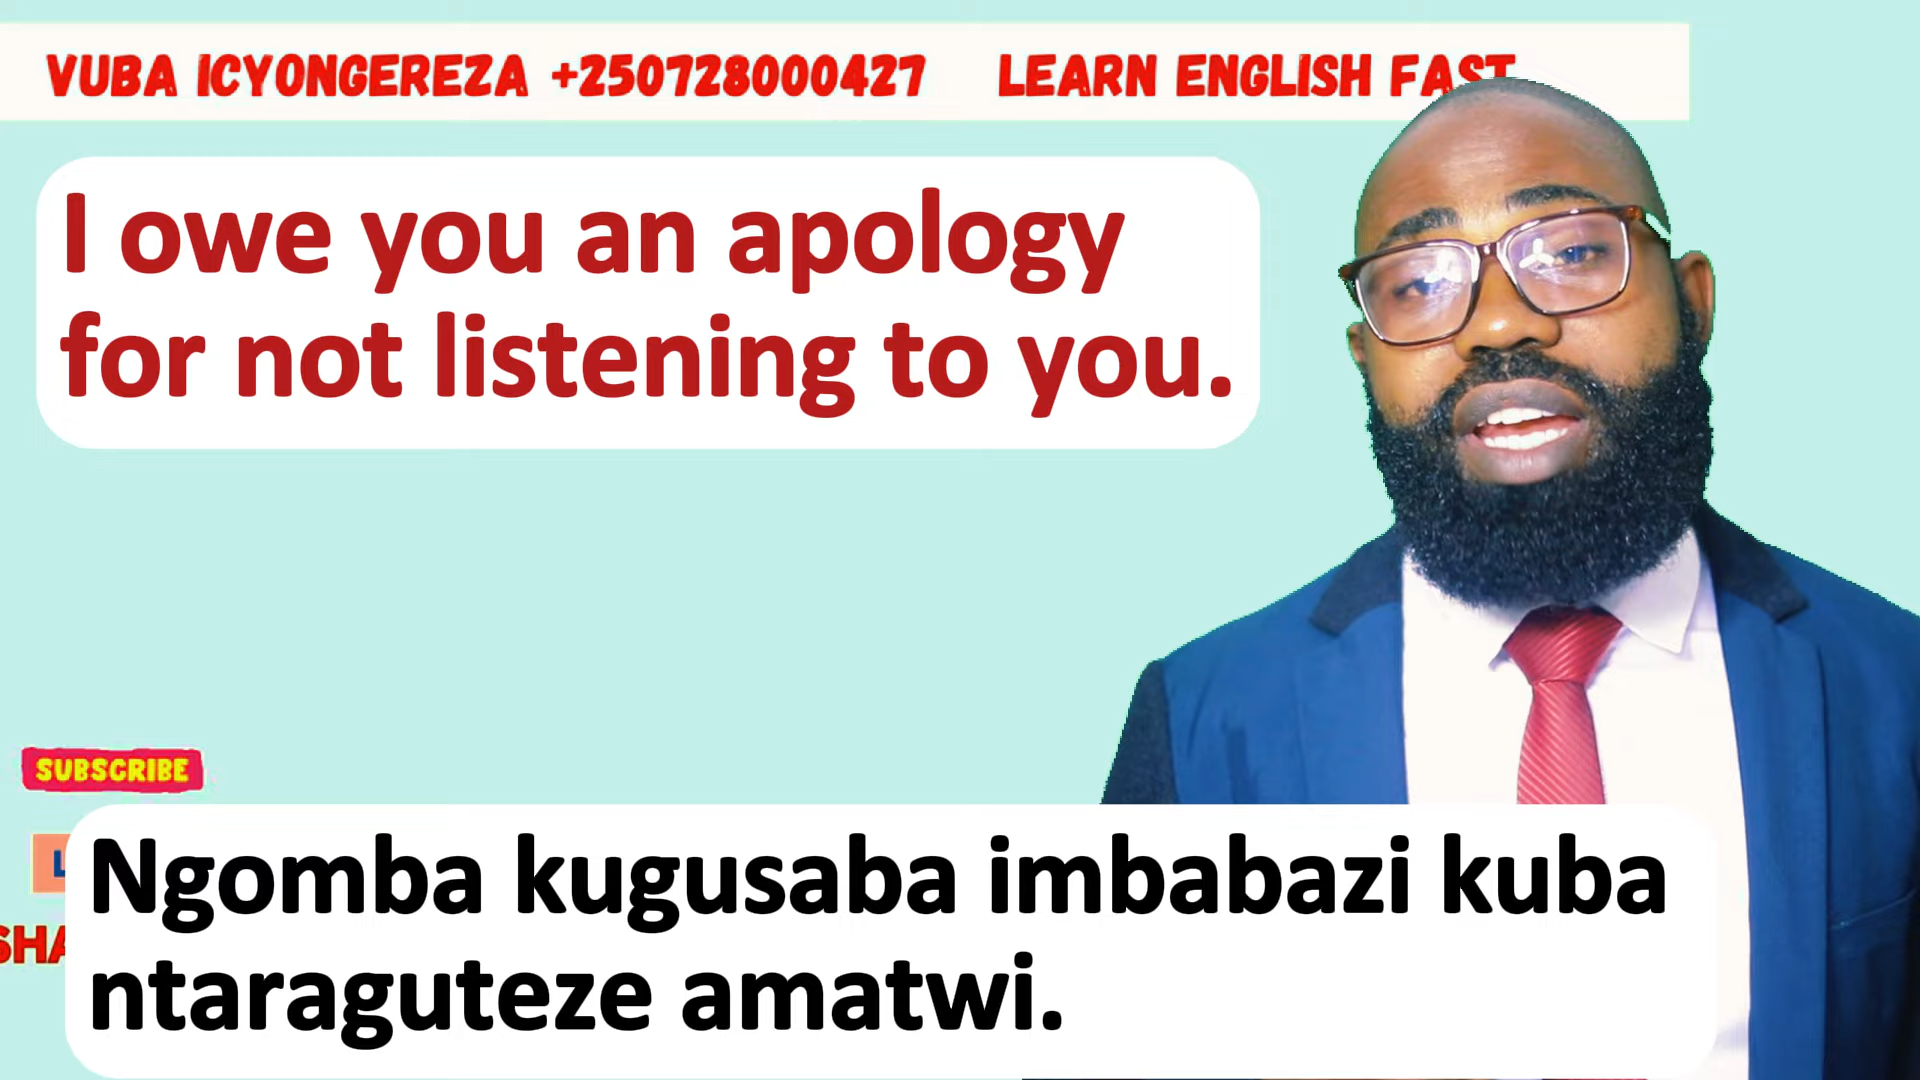 VUBA ICYONGEREZA +250728000427 LEARN ENGLISH FAST
I owe you an apology
for not listening to you.
SUBSCRIBE
Ngomba kugusaba imbabazi kuba
ntaraguteze amatwi.